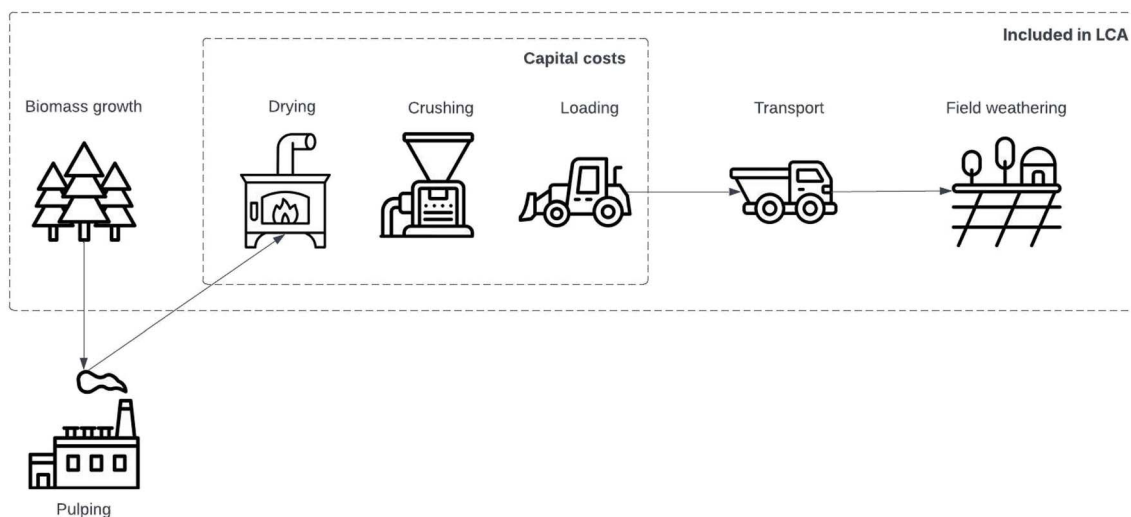 Included in LCA
Capital costs
Biomass growth
Drying
Crushing
Loading
Transport
Field weathering
Pulping